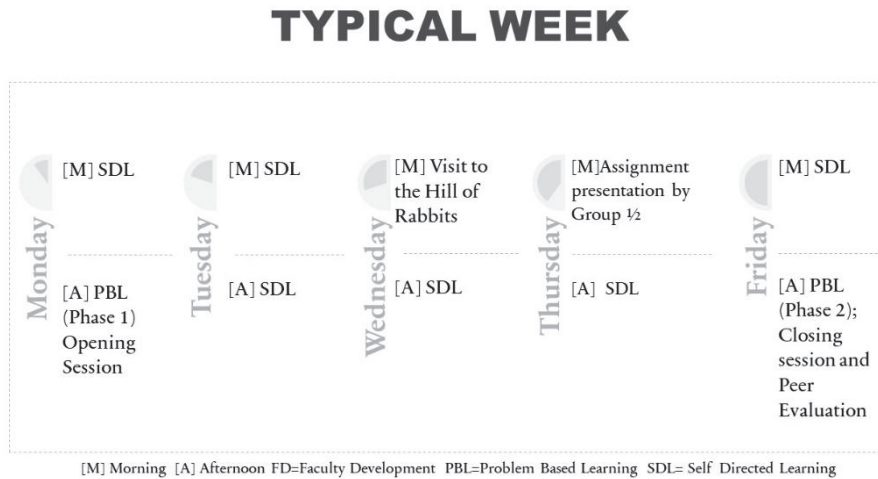 TYPICAL WEEK
Monday
[M] SDL
[A] PBL
(Phase 1)
Opening
Session
Tuesday
[M] SDL
[A] SDL
Wednesday
[M] Visit to
the Hill of
Rabbits
[A] SDL
Thursday
[M]Assignment
presentation by
Group ½
[A] SDL
Friday
[M] SDL
[A] PBL
(Phase 2);
Closing
session and
Peer
Evaluation
[M] Morning [A] Afternoon FD=Faculty Development PBL=Problem Based Learning SDL= Self Directed Learning